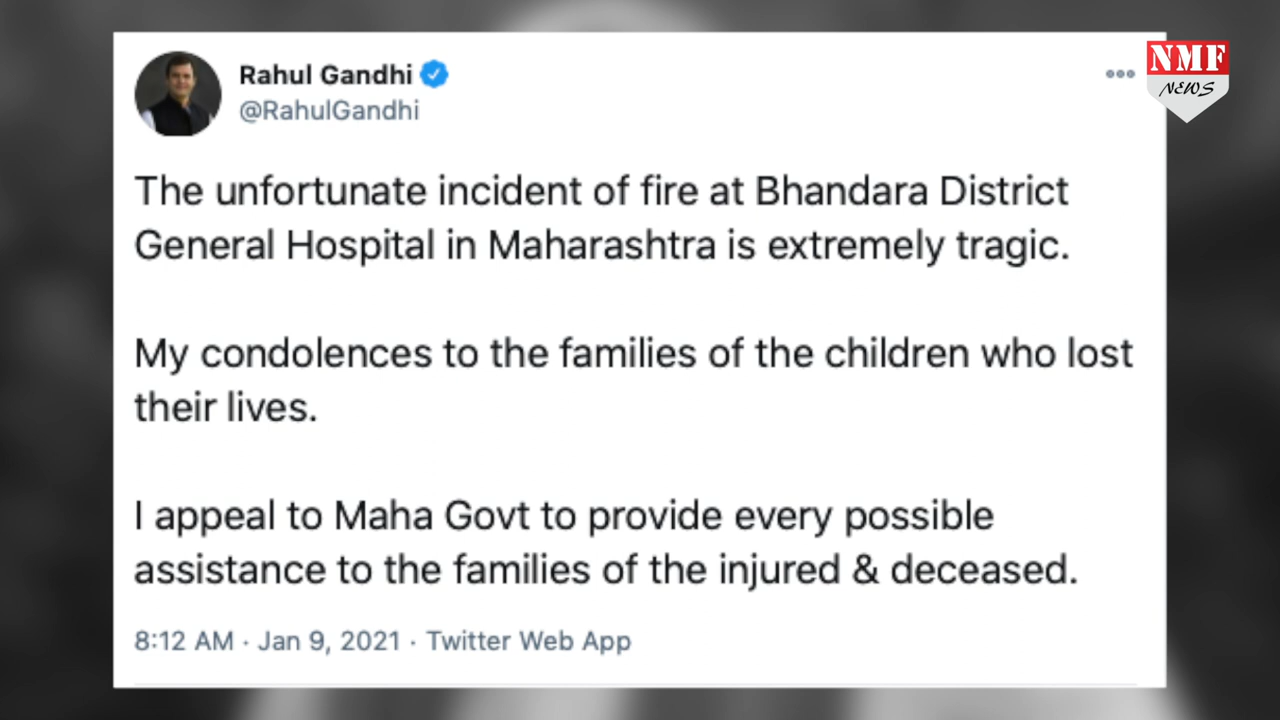 Rahul Gandhi
@RahulGandhi
NMF
NEWS
The unfortunate incident of fire at Bhandara District
General Hospital in Maharashtra is extremely tragic.
My condolences to the families of the children who lost
their lives.
I appeal to Maha Govt to provide every possible
assistance to the families of the injured & deceased.
8:12 AM · Jan 9, 2021 · Twitter Web App